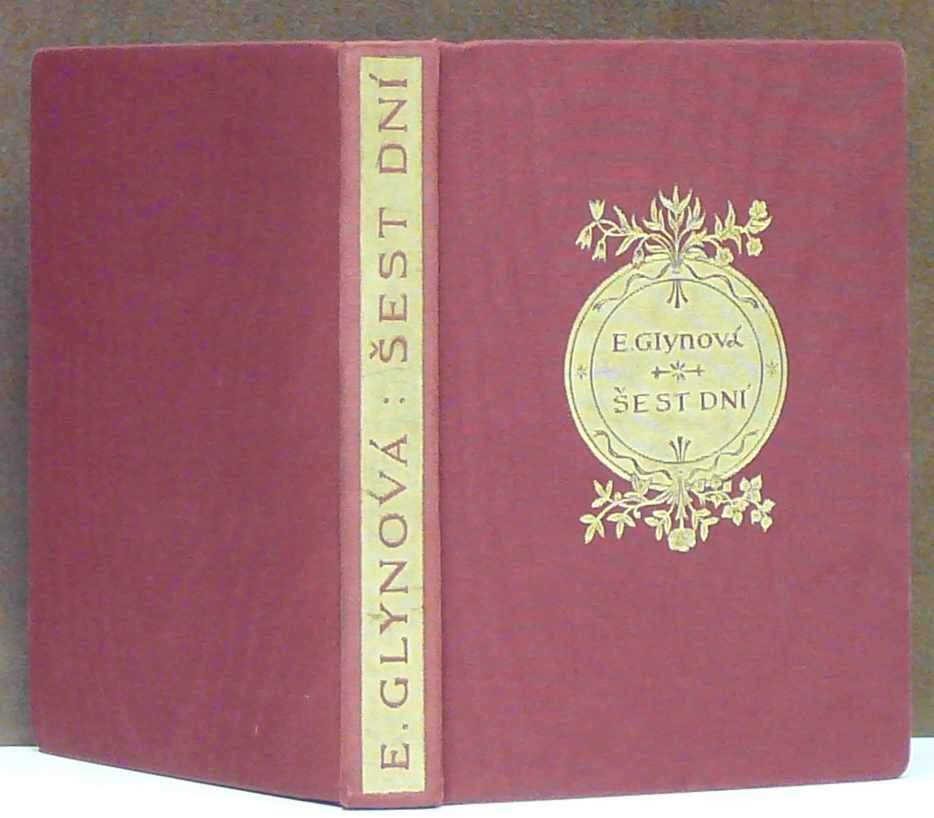 E. GLYNOVÁ : ŠEST DNÍ
E. Glynová
ŠEST DNÍ